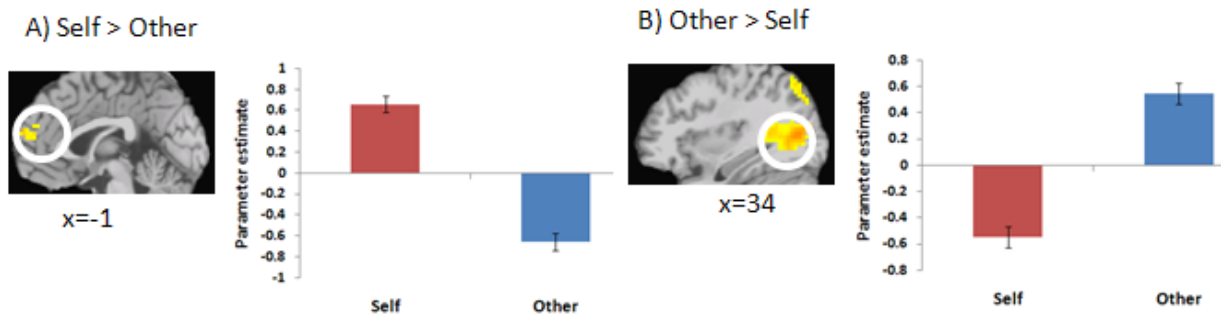 A) Self > Other
x=-1
Parameter estimate
1
0.8
0.6
0.4
0.2
0
-0.2
-0.4
-0.6
-0.8
-1
Self Other
B) Other > Self
x=34
Parameter estimate
0.8
0.6
0.4
0.2
0
-0.2
-0.4
-0.6
-0.8
Self Other